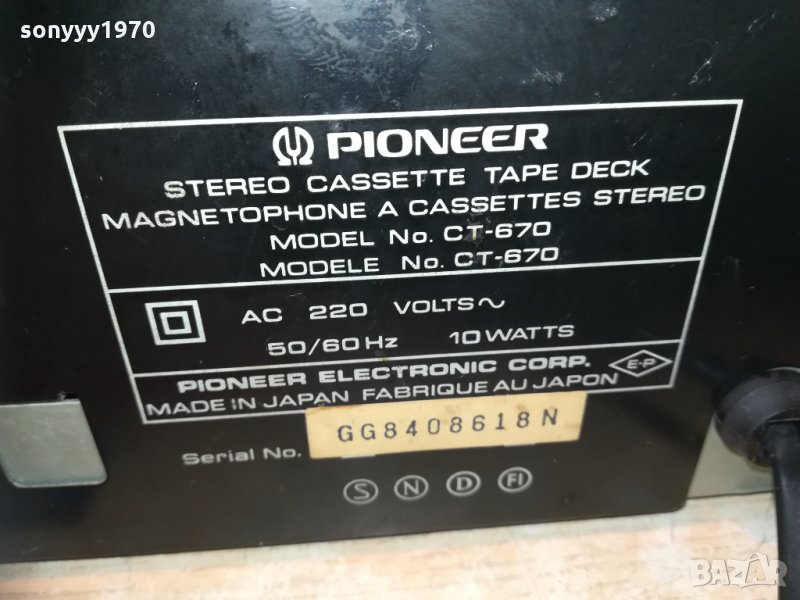 sonyyy1970
PIONEER
STEREO CASSETTE TAPE DECK
MAGNETOPHONE A CASSETTES STEREO
MODEL No. CT-670
MODELE No. CT-670
AC 220 VOLTS~
50/60Hz 10WATTS
PIONEER ELECTRONIC CORP. E-P
MADE IN JAPAN FABRIQUE AU JAPON
Serial No. GG8408618N
S N D FI
BAZAR